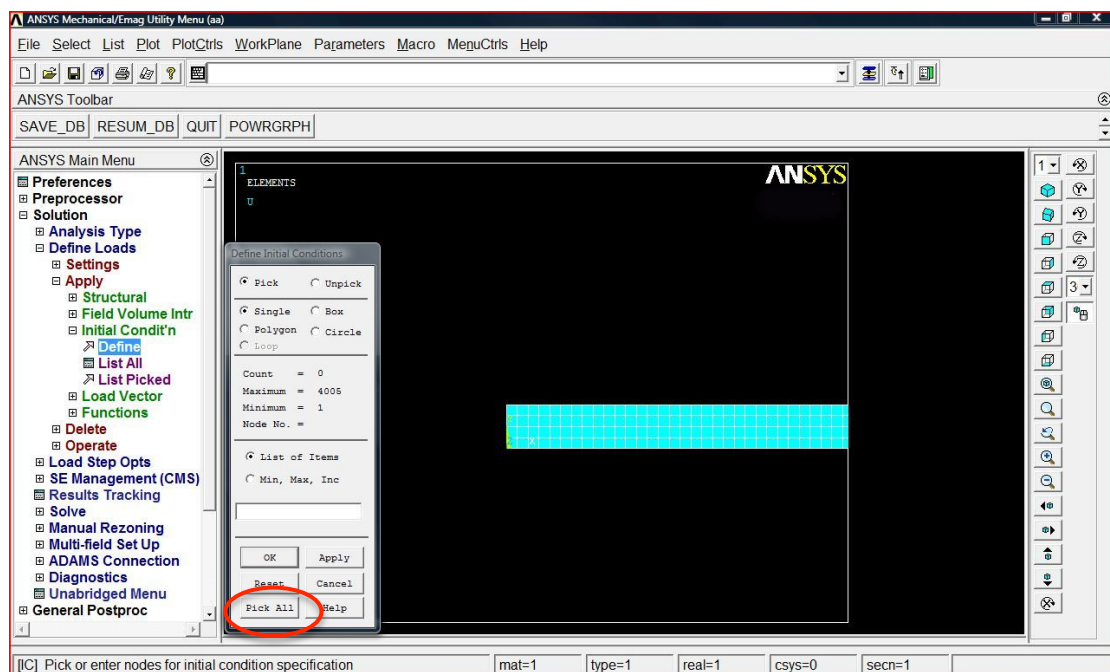 ANSYS Mechanical/Emag Utility Menu (aa)
File Select List Plot PlotCtrls WorkPlane Parameters Macro MenuCtrls Help
ANSYS Toolbar
SAVE_DB RESUM_DB QUIT POWRGRPH
ANSYS Main Menu
Preferences
Preprocessor
Solution
Analysis Type
Define Loads
Settings
Apply
Structural
Field Volume Intr
Initial Condit'n
Define
List All
List Picked
Load Vector
Functions
Delete
Operate
Load Step Opts
SE Management (CMS)
Results Tracking
Solve
Manual Rezoning
Multi-field Set Up
ADAMS Connection
Diagnostics
Unabridged Menu
General Postproc
1
ELEMENTS
U
ANSYS
Define Initial Conditions
Pick Unpick
Single Box
Polygon Circle
Loop
Count = 0
Maximum = 4005
Minimum = 1
Node No. =
List of Items
Min, Max, Inc
OK Apply
Reset Cancel
Pick All Help
Z X
1
3
[IC] Pick or enter nodes for initial condition specification mat=1 type=1 real=1 csys=0 secn=1